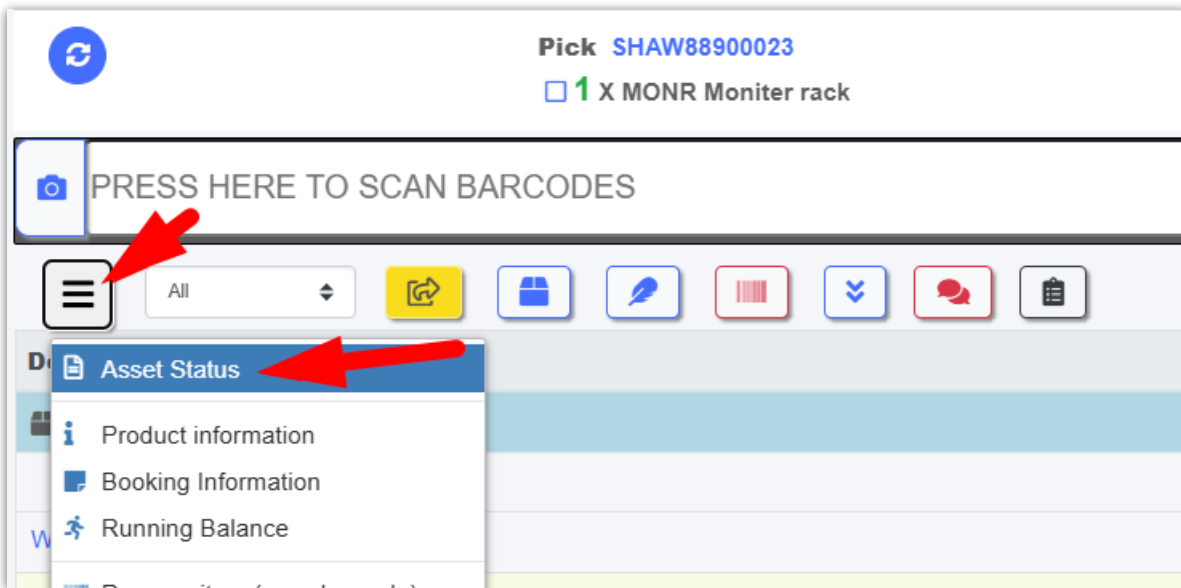 Pick SHAW88900023
1 X MONR Moniter rack
PRESS HERE TO SCAN BARCODES
All
Asset Status
Product information
Booking Information
Running Balance
W